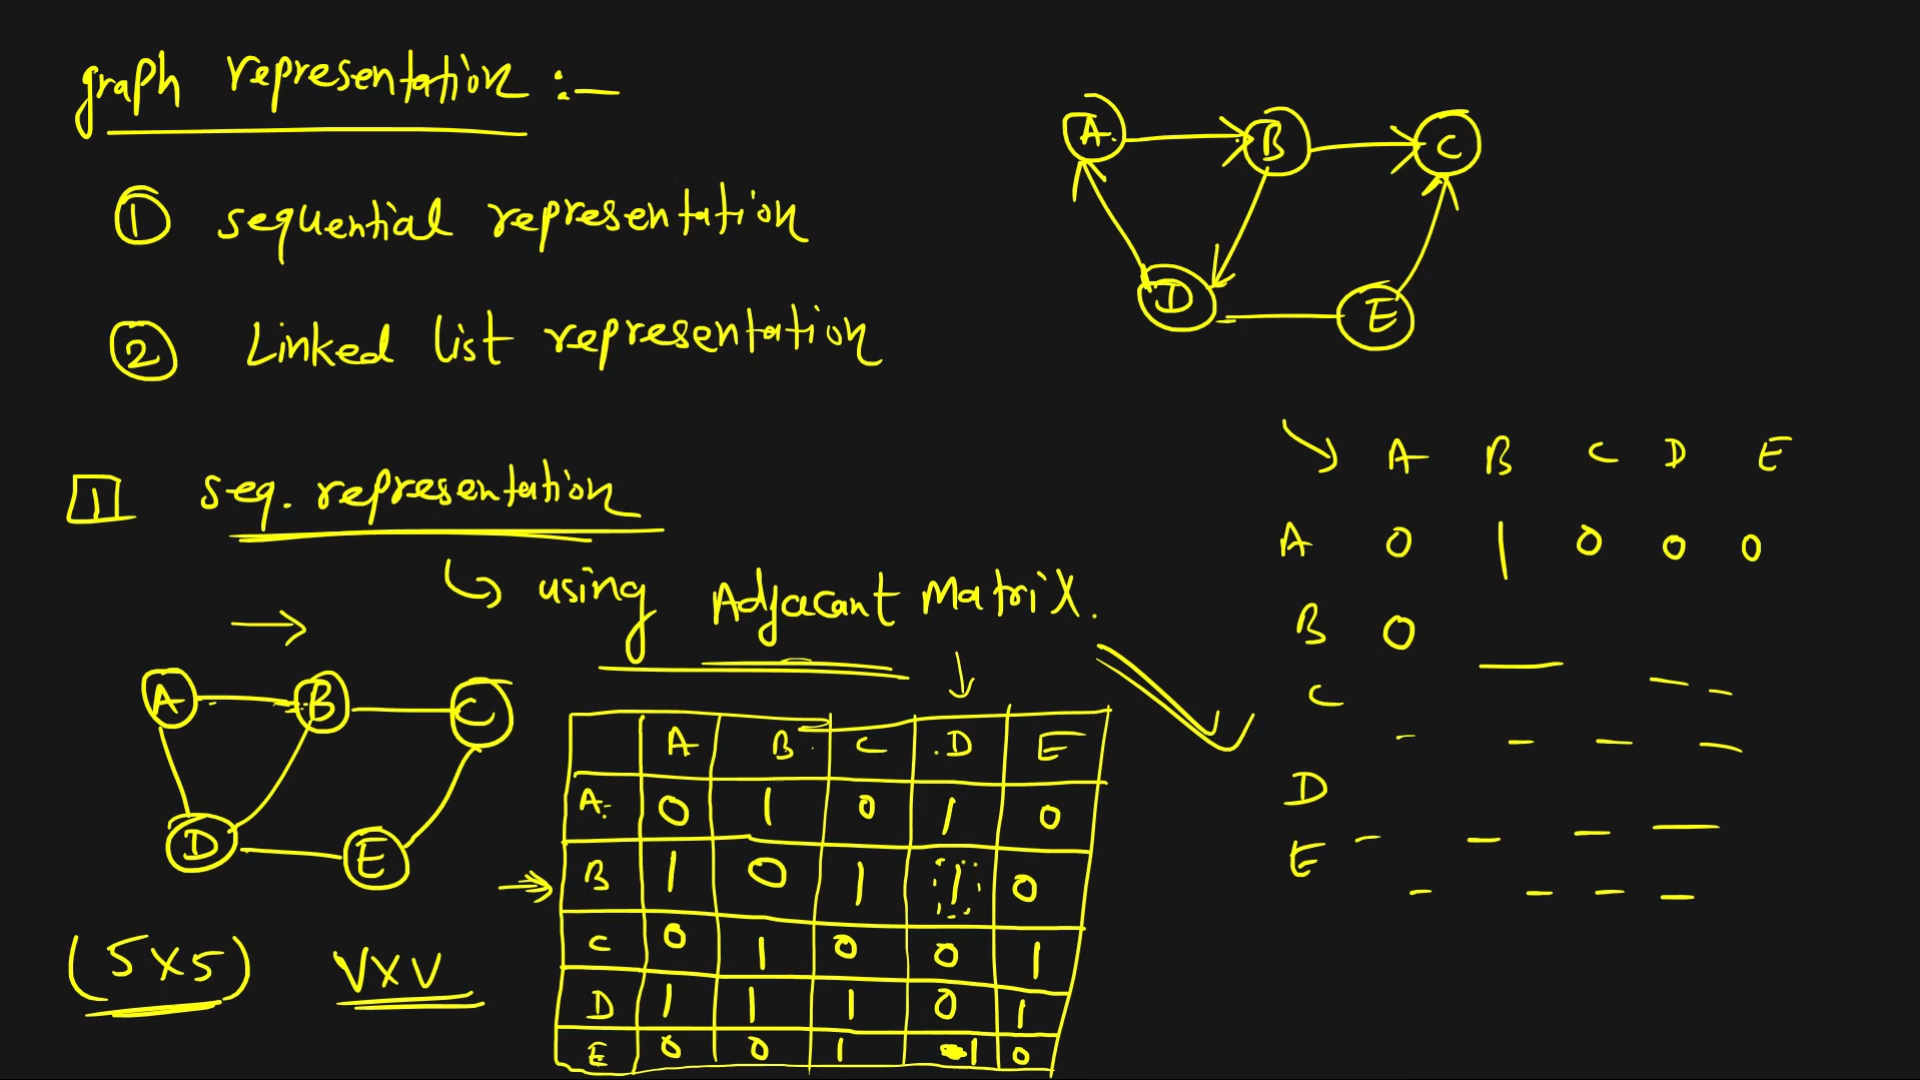 graph representation :-
① sequential representation
② Linked list representation
1 seq. representation
↳ using Adjacant Matrix.
A B C
D E
A B C D E
A 0 1 0 0 0
B 0
C
D
E
A B C
D E
(5x5) VxV
A B C D E
A 0 1 0 1 0
B 1 0 1 1 0
C 0 1 0 0 1
D 1 1 1 0 1
E 0 0 1 1 0